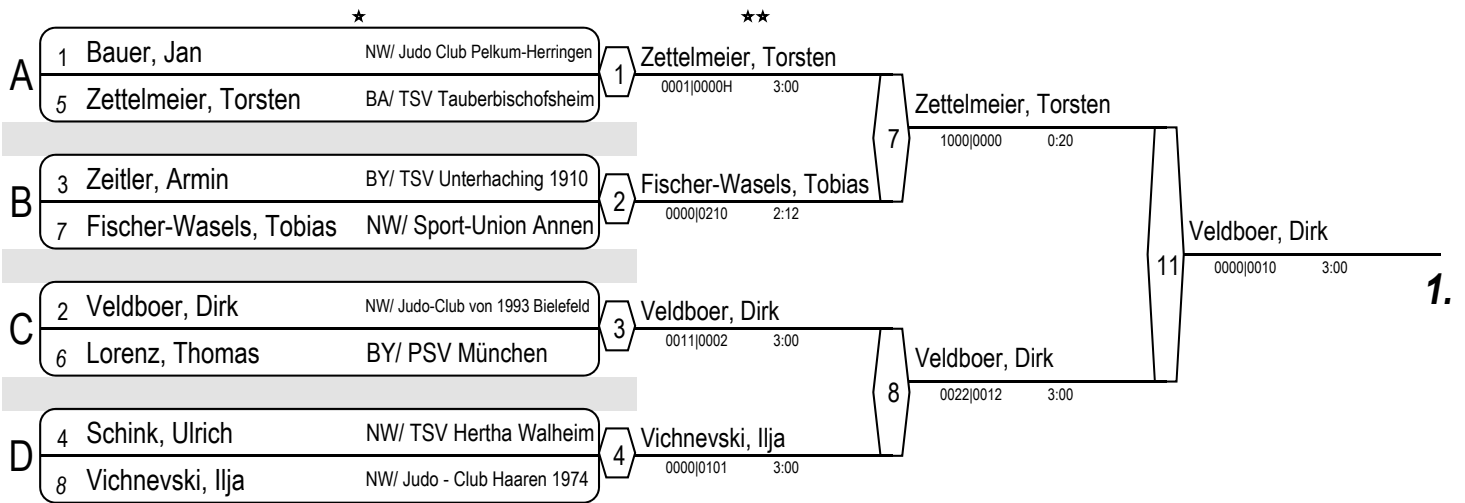 ★ ★★
A
1 Bauer, Jan NW/ Judo Club Pelkum-Herringen
5 Zettelmeier, Torsten BA/ TSV Tauberbischofsheim
1
Zettelmeier, Torsten
0001|0000H 3:00
B
3 Zeitler, Armin BY/ TSV Unterhaching 1910
7 Fischer-Wasels, Tobias NW/ Sport-Union Annen
2
Fischer-Wasels, Tobias
0000|0210 2:12
7
Zettelmeier, Torsten
1000|0000 0:20
C
2 Veldboer, Dirk NW/ Judo-Club von 1993 Bielefeld
6 Lorenz, Thomas BY/ PSV München
3
Veldboer, Dirk
0011|0002 3:00
D
4 Schink, Ulrich NW/ TSV Hertha Walheim
8 Vichnevski, Ilja NW/ Judo - Club Haaren 1974
4
Vichnevski, Ilja
0000|0101 3:00
8
Veldboer, Dirk
0022|0012 3:00
11
Veldboer, Dirk
0000|0010 3:00
1.